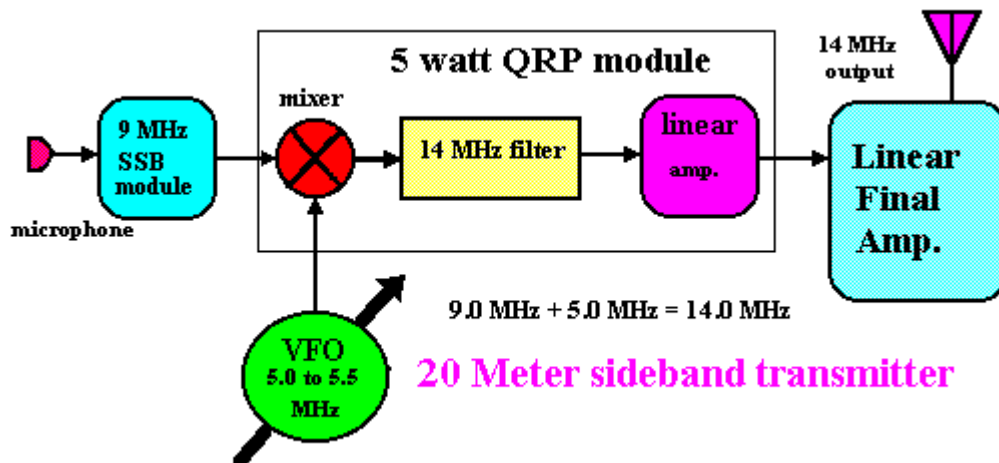 14 MHz
output
5 watt QRP module
mixer
9 MHz
SSB
module
14 MHz filter
linear
amp.
Linear
Final
Amp.
microphone
9.0 MHz + 5.0 MHz = 14.0 MHz
VFO
5.0 to 5.5
MHz
20 Meter sideband transmitter